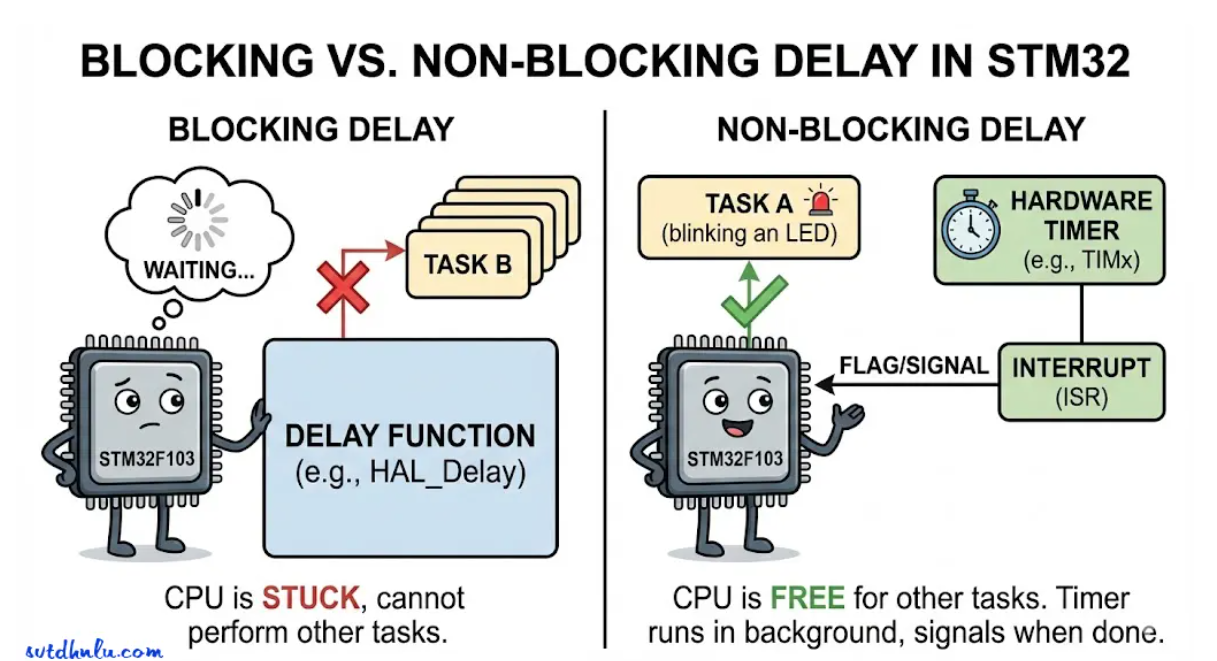 BLOCKING VS. NON-BLOCKING DELAY IN STM32
BLOCKING DELAY
WAITING...
TASK B
STM32F103
DELAY FUNCTION
(e.g., HAL_Delay)
CPU is STUCK, cannot
perform other tasks.
NON-BLOCKING DELAY
TASK A
(blinking an LED)
HARDWARE
TIMER
(e.g., TIMx)
FLAG/SIGNAL
INTERRUPT
(ISR)
STM32F103
CPU is FREE for other tasks. Timer
runs in background, signals when done.
svtdhnlu.com